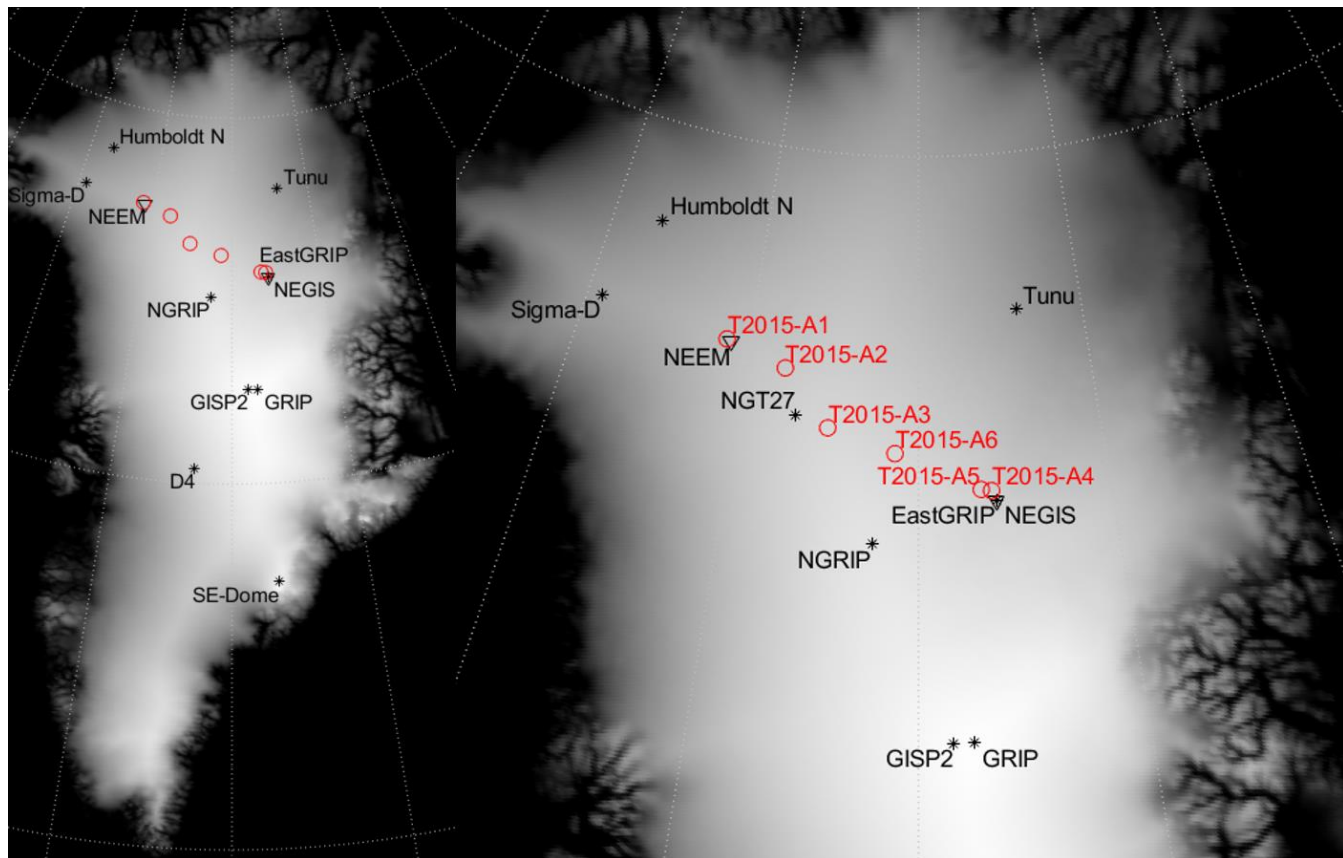 Humboldt N
Tunu
Sigma-D
NEEM
EastGRIP
NEGIS
NGRIP
GISP2 GRIP
D4
SE-Dome
Humboldt N
Tunu
Sigma-D
T2015-A1
NEEM
T2015-A2
NGT27
T2015-A3
T2015-A6
T2015-A5 T2015-A4
EastGRIP NEGIS
NGRIP
GISP2 GRIP